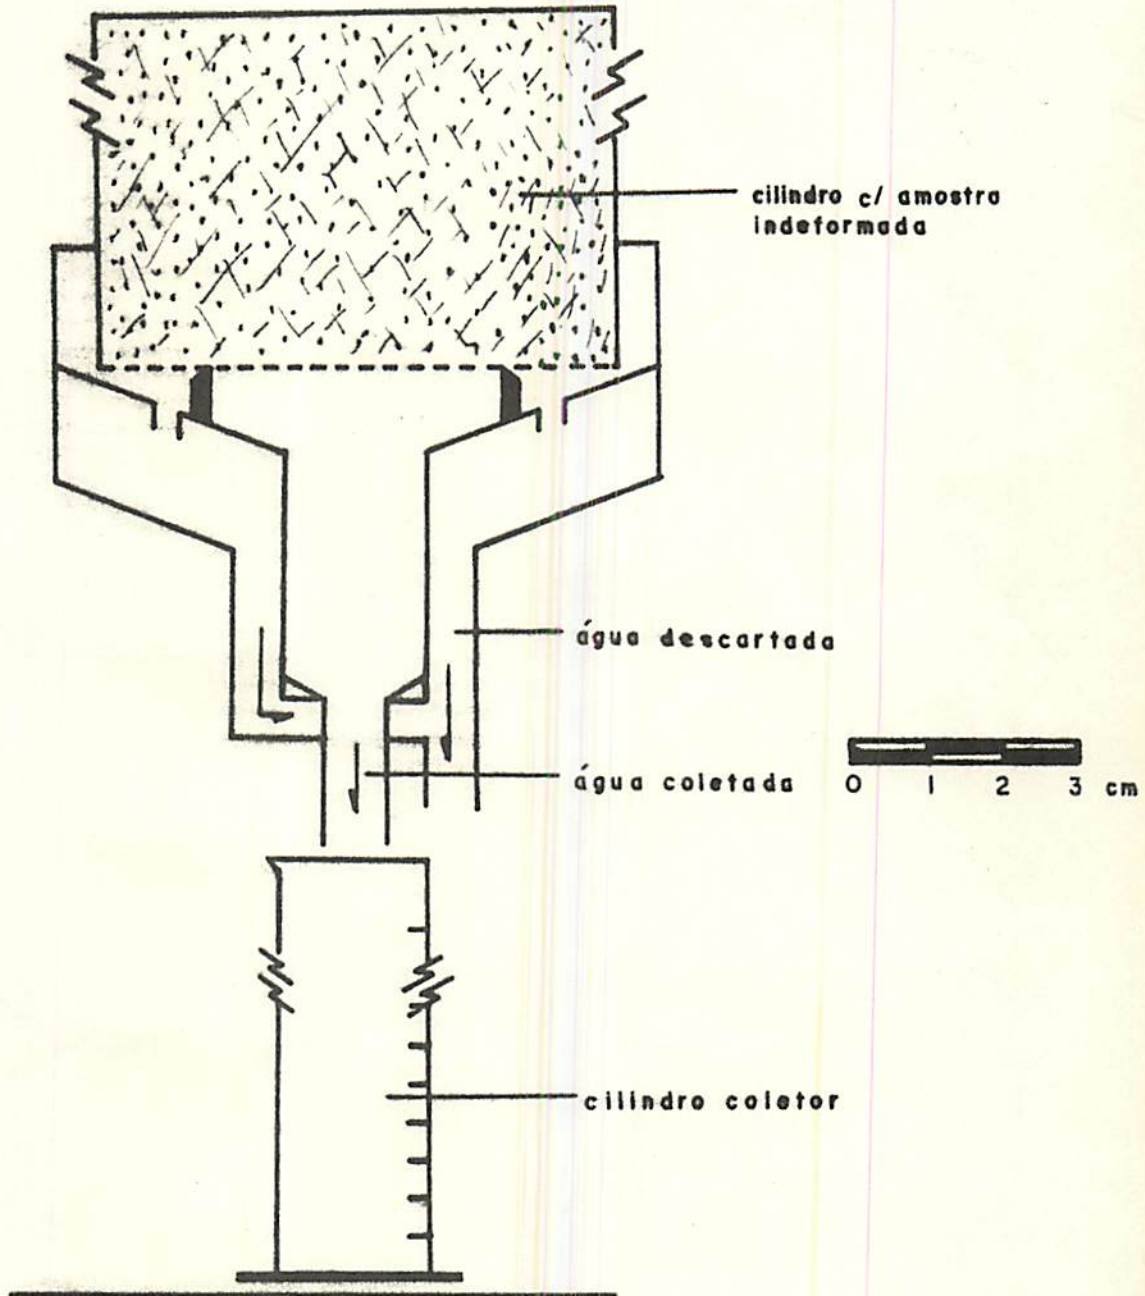 cilindro c/ amostra
indeformada
água descartada
água coletada
0 1 2 3 cm
cilindro coletor